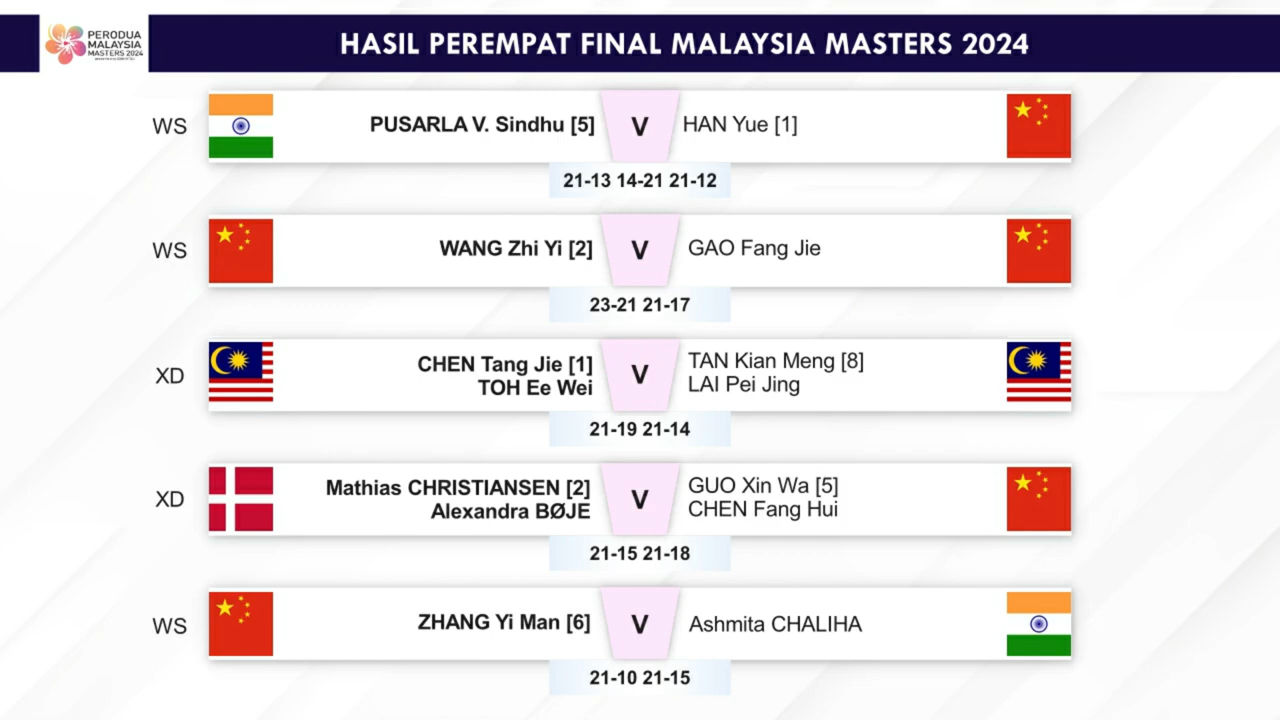 PERODUA
MALAYSIA
MASTERS 2024
HASIL PEREMPAT FINAL MALAYSIA MASTERS 2024
WS
PUSARLA V. Sindhu [5]
V
HAN Yue [1]
21-13 14-21 21-12
WS
WANG Zhi Yi [2]
V
GAO Fang Jie
23-21 21-17
XD
CHEN Tang Jie [1]
TOH Ee Wei
V
TAN Kian Meng [8]
LAI Pei Jing
21-19 21-14
XD
Mathias CHRISTIANSEN [2]
Alexandra BØJE
V
GUO Xin Wa [5]
CHEN Fang Hui
21-15 21-18
WS
ZHANG Yi Man [6]
V
Ashmita CHALIHA
21-10 21-15